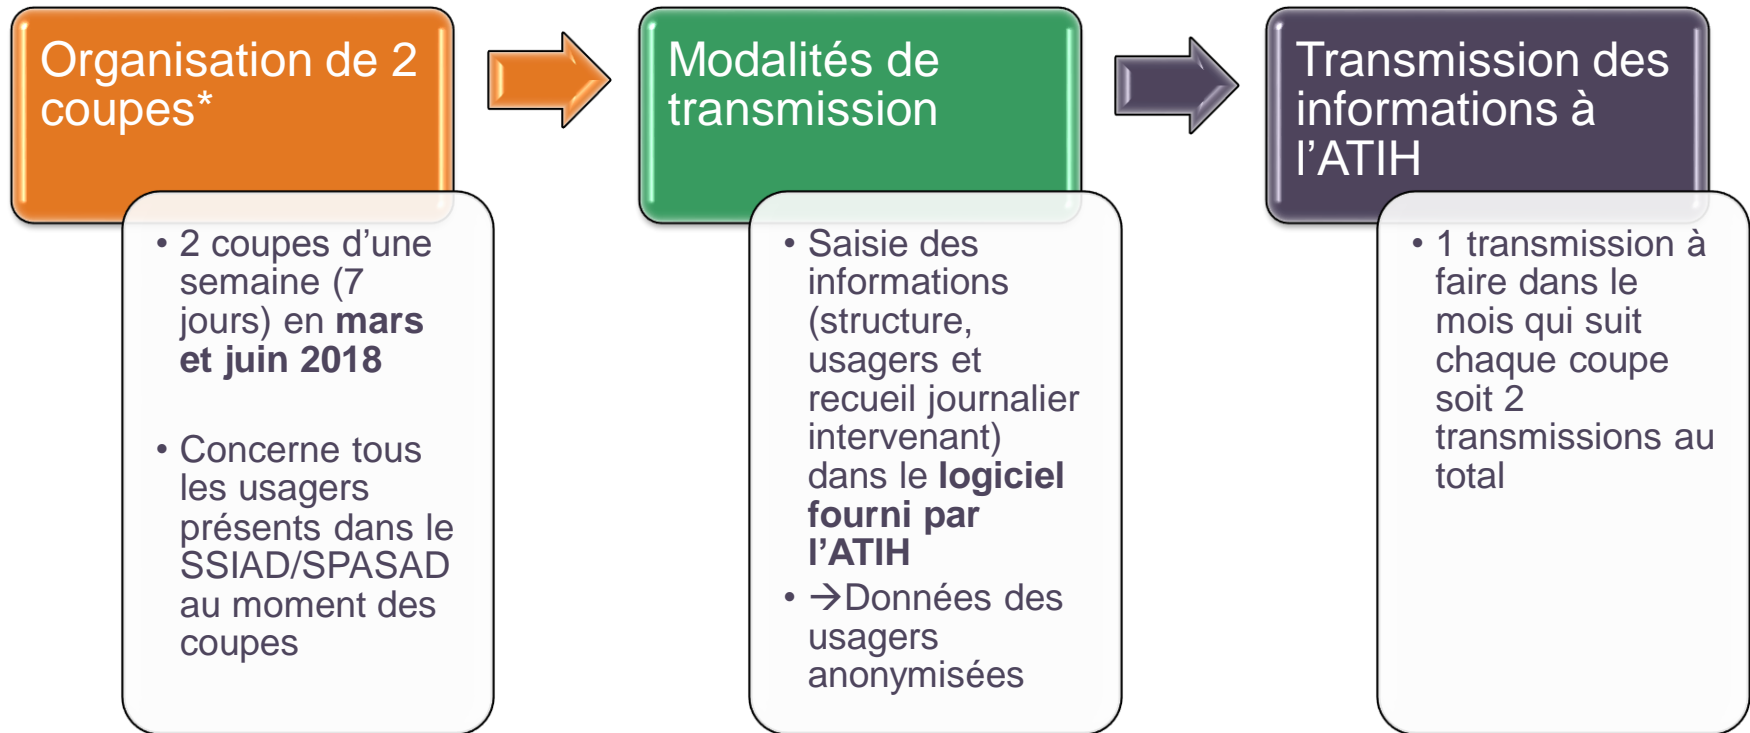 Organisation de 2
coupes*
• 2 coupes d’une
semaine (7
jours) en mars
et juin 2018
• Concerne tous
les usagers
présents dans le
SSIAD/SPASAD
au moment des
coupes
Modalités de
transmission
• Saisie des
informations
(structure,
usagers et
recueil journalier
intervenant)
dans le logiciel
fourni par
l’ATIH
• →Données des
usagers
anonymisées
Transmission des
informations à
l’ATIH
• 1 transmission à
faire dans le
mois qui suit
chaque coupe
soit 2
transmissions au
total